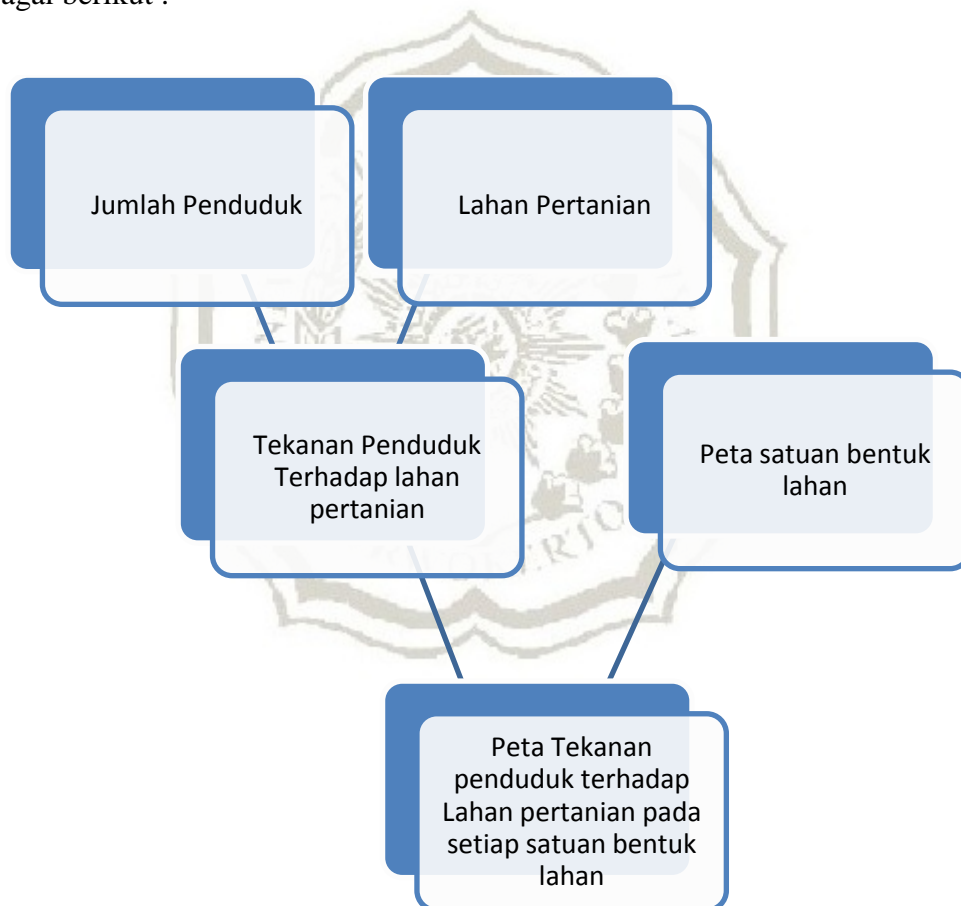 agai berikut :
Jumlah Penduduk
Lahan Pertanian
Tekanan Penduduk
Terhadap lahan
pertanian
Peta satuan bentuk
lahan
Peta Tekanan
penduduk terhadap
Lahan pertanian pada
setiap satuan bentuk
lahan